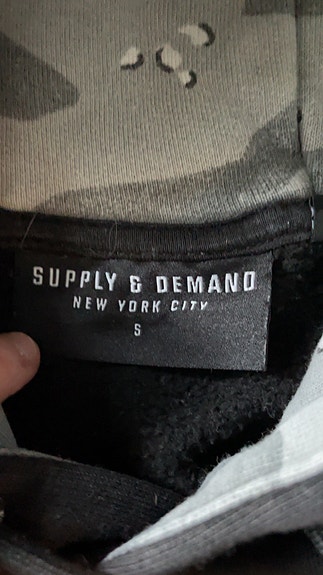 SUPPLY & DEMAND
NEW YORK CITY
S